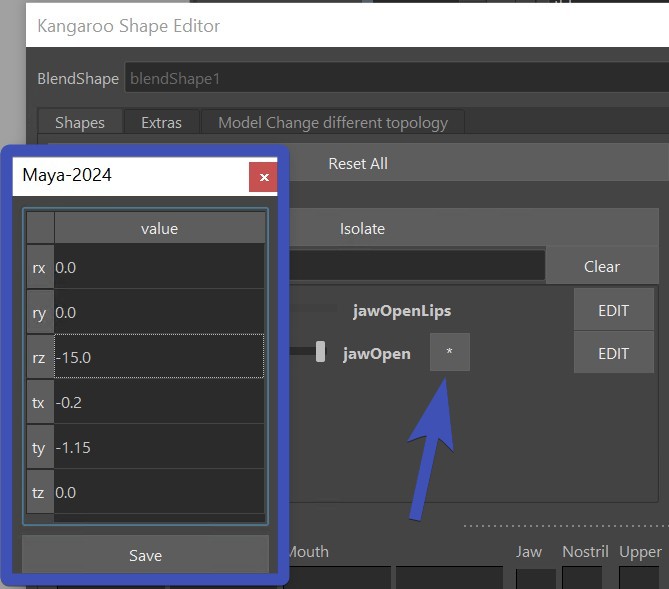 Kangaroo Shape Editor
BlendShape blendShape1
Shapes Extras Model Change different topology
Reset All
Maya-2024 x
value
Isolate
rx 0.0
Clear
ry 0.0
jawOpenLips EDIT
rz -15.0
jawOpen * EDIT
tx -0.2
ty -1.15
tz 0.0
Save
Mouth Jaw Nostril Upper